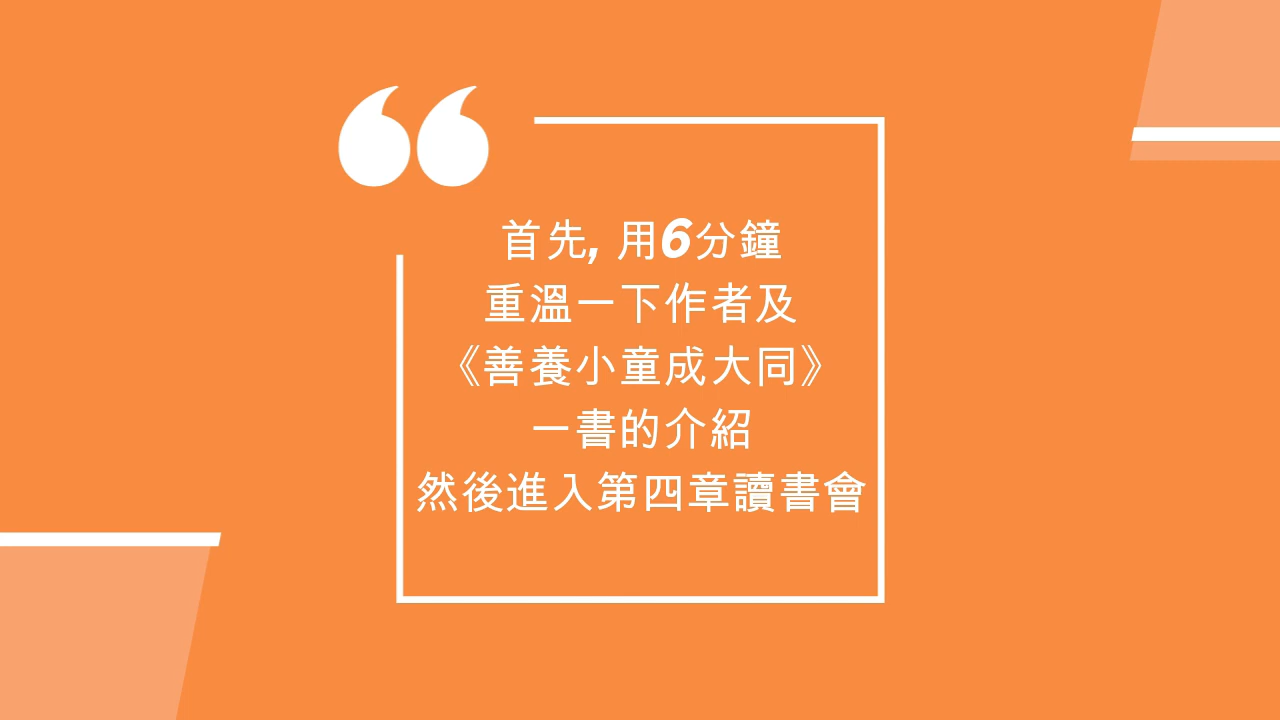 首先, 用6分鐘
重溫一下作者及
《善養小童成大同》
一書的介紹
然後進入第四章讀書會